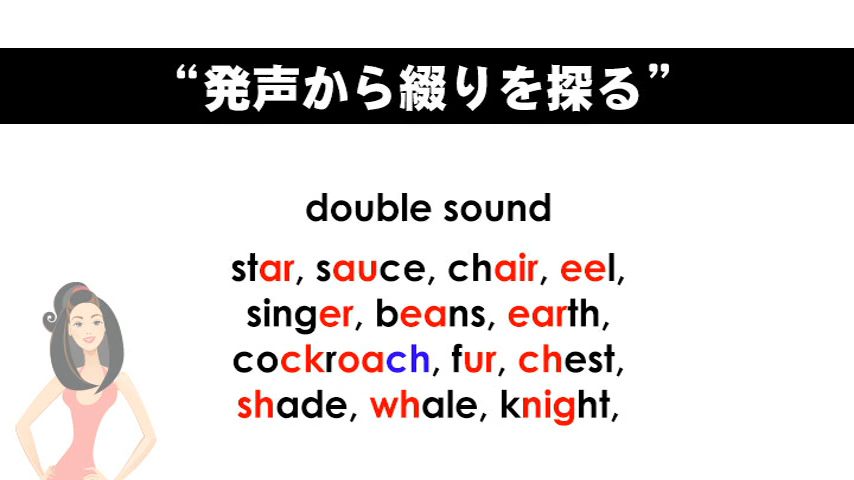 “発声から綴りを探る”
double sound
star, sauce, chair, eel,
singer, beans, earth,
cockroach, fur, chest,
shade, whale, knight,